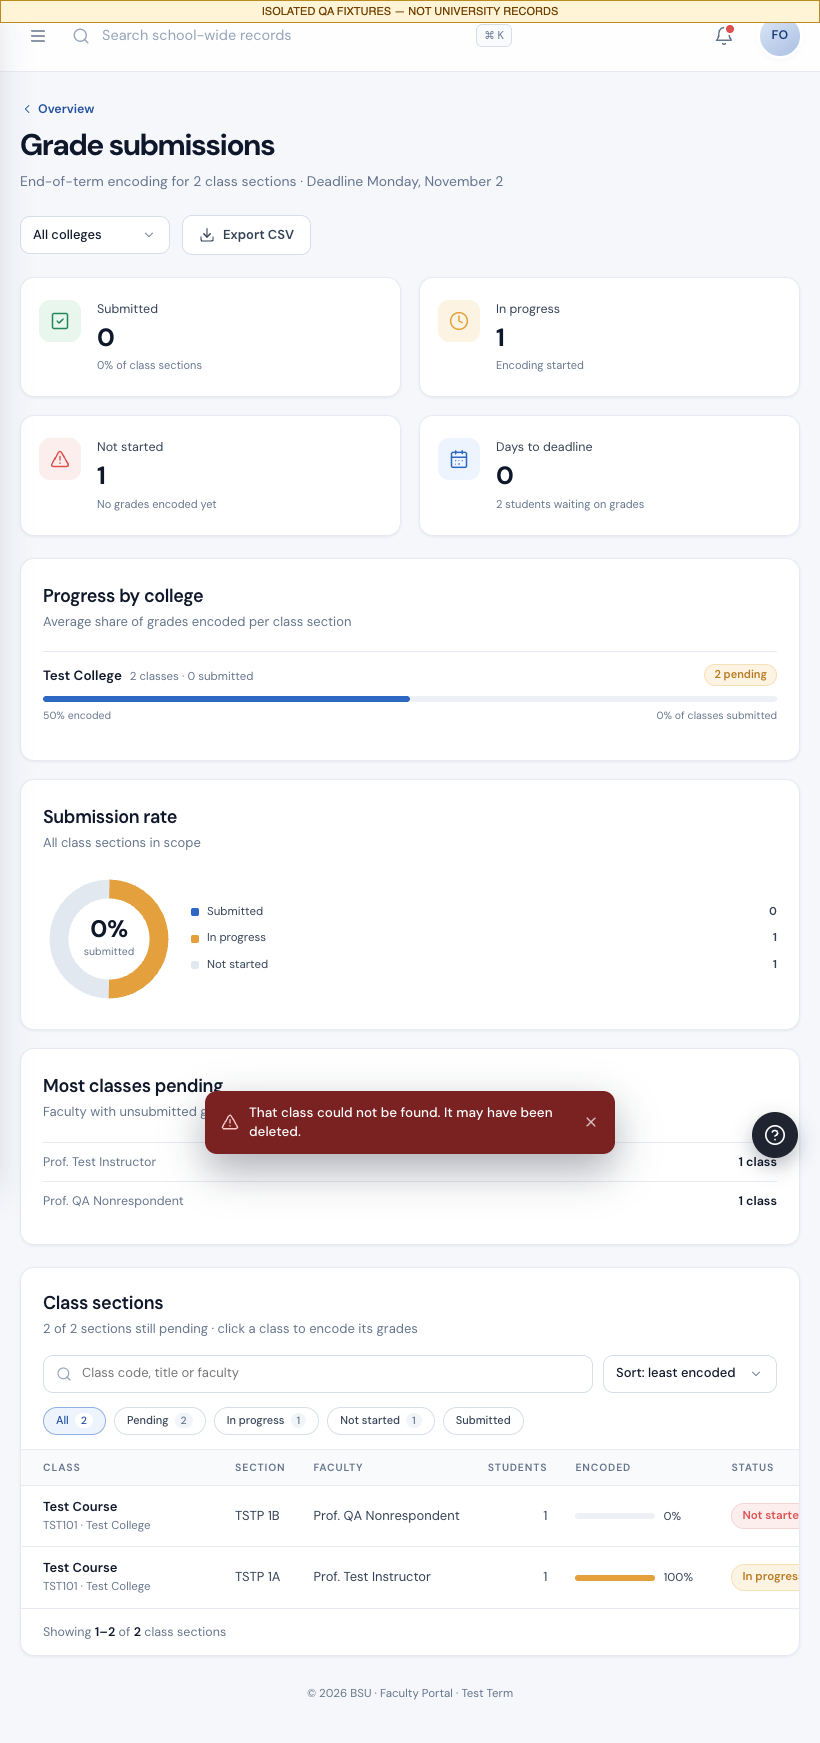 ISOLATED QA FIXTURES — NOT UNIVERSITY RECORDS
Search school-wide records
⌘ K
FO
Overview
Grade submissions
End-of-term encoding for 2 class sections · Deadline Monday, November 2
All colleges
Export CSV
Submitted
0
0% of class sections
In progress
1
Encoding started
Not started
1
No grades encoded yet
Days to deadline
0
2 students waiting on grades
Progress by college
Average share of grades encoded per class section
Test College 2 classes · 0 submitted
2 pending
50% encoded
0% of classes submitted
Submission rate
All class sections in scope
0%
submitted
Submitted 0
In progress 1
Not started 1
Most classes pending
Faculty with unsubmitted
That class could not be found. It may have been
deleted.
Prof. Test Instructor 1 class
Prof. QA Nonrespondent 1 class
Class sections
2 of 2 sections still pending · click a class to encode its grades
Class code, title or faculty
Sort: least encoded
All 2
Pending 2
In progress 1
Not started 1
Submitted
CLASS SECTION FACULTY STUDENTS ENCODED STATUS
Test Course
TST101 · Test College
TSTP 1B Prof. QA Nonrespondent 1 0% Not starte
Test Course
TST101 · Test College
TSTP 1A Prof. Test Instructor 1 100% In progres
Showing 1–2 of 2 class sections
© 2026 BSU · Faculty Portal · Test Term